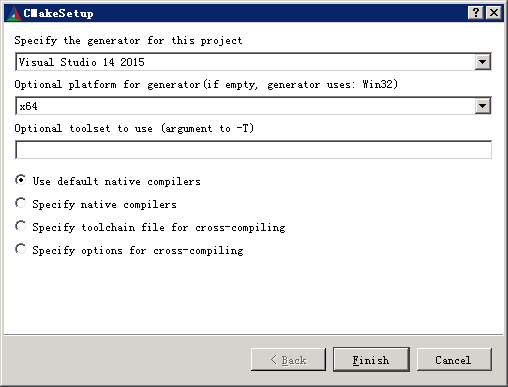 CMakeSetup
Specify the generator for this project
Visual Studio 14 2015
Optional platform for generator(if empty, generator uses: Win32)
x64
Optional toolset to use (argument to -T)
Use default native compilers
Specify native compilers
Specify toolchain file for cross-compiling
Specify options for cross-compiling
< Back
Finish
Cancel